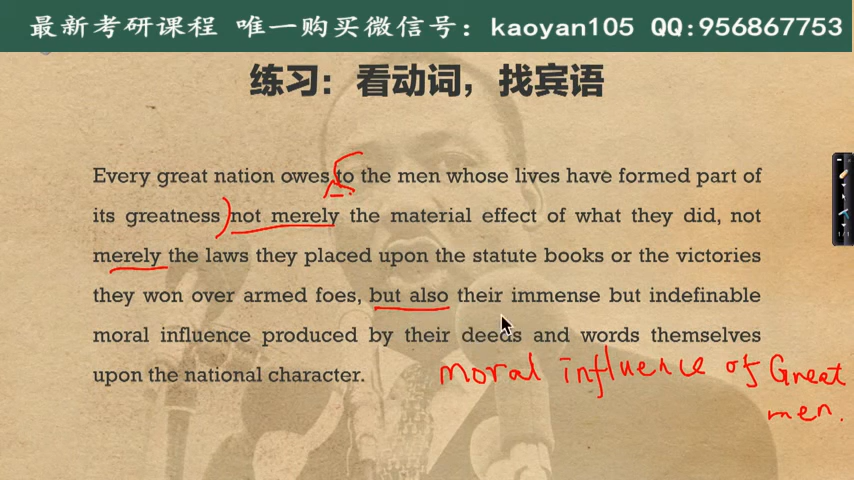 最新考研课程 唯一购买微信号：kaoyan105 QQ:956867753
练习：看动词，找宾语
Every great nation owes to the men whose lives have formed part of
its greatness not merely the material effect of what they did, not
merely the laws they placed upon the statute books or the victories
they won over armed foes, but also their immense but indefinable
moral influence produced by their deeds and words themselves
upon the national character.
moral influence of Great
men.